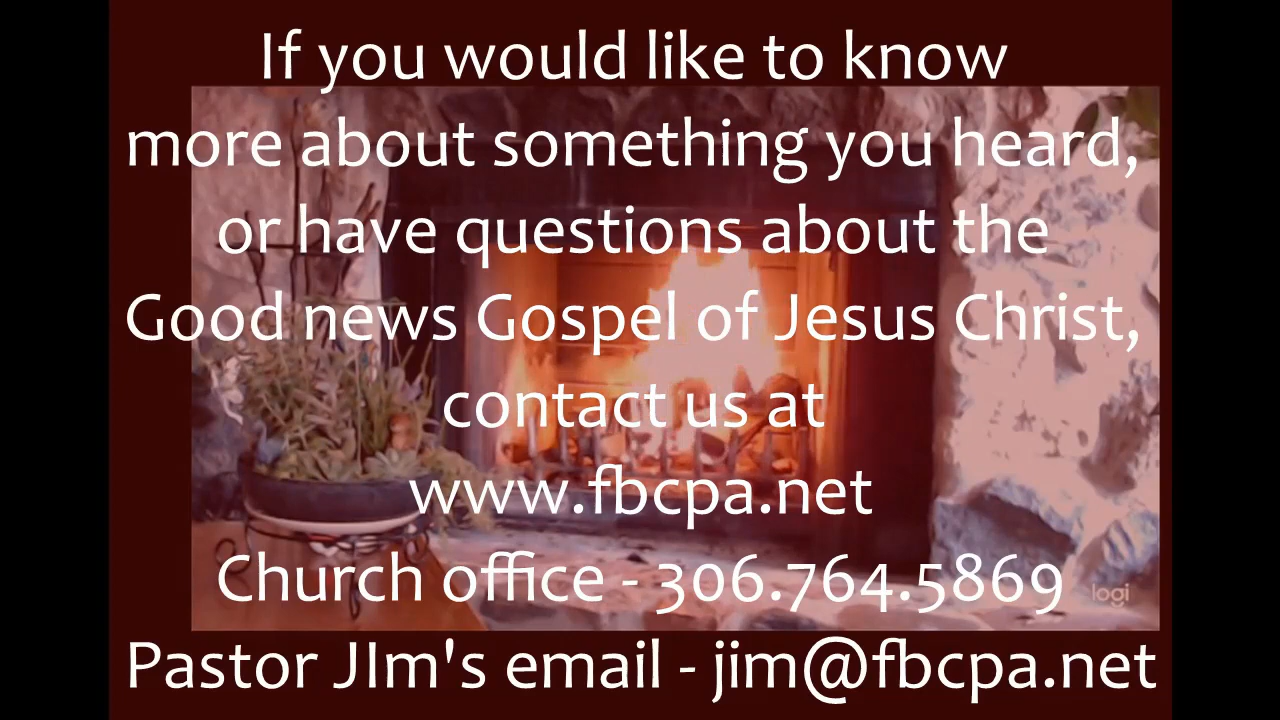 If you would like to know
more about something you heard,
or have questions about the
Good news Gospel of Jesus Christ,
contact us at
www.fbcpa.net
Church office - 306.764.5869
logi
Pastor JIm's email - jim@fbcpa.net